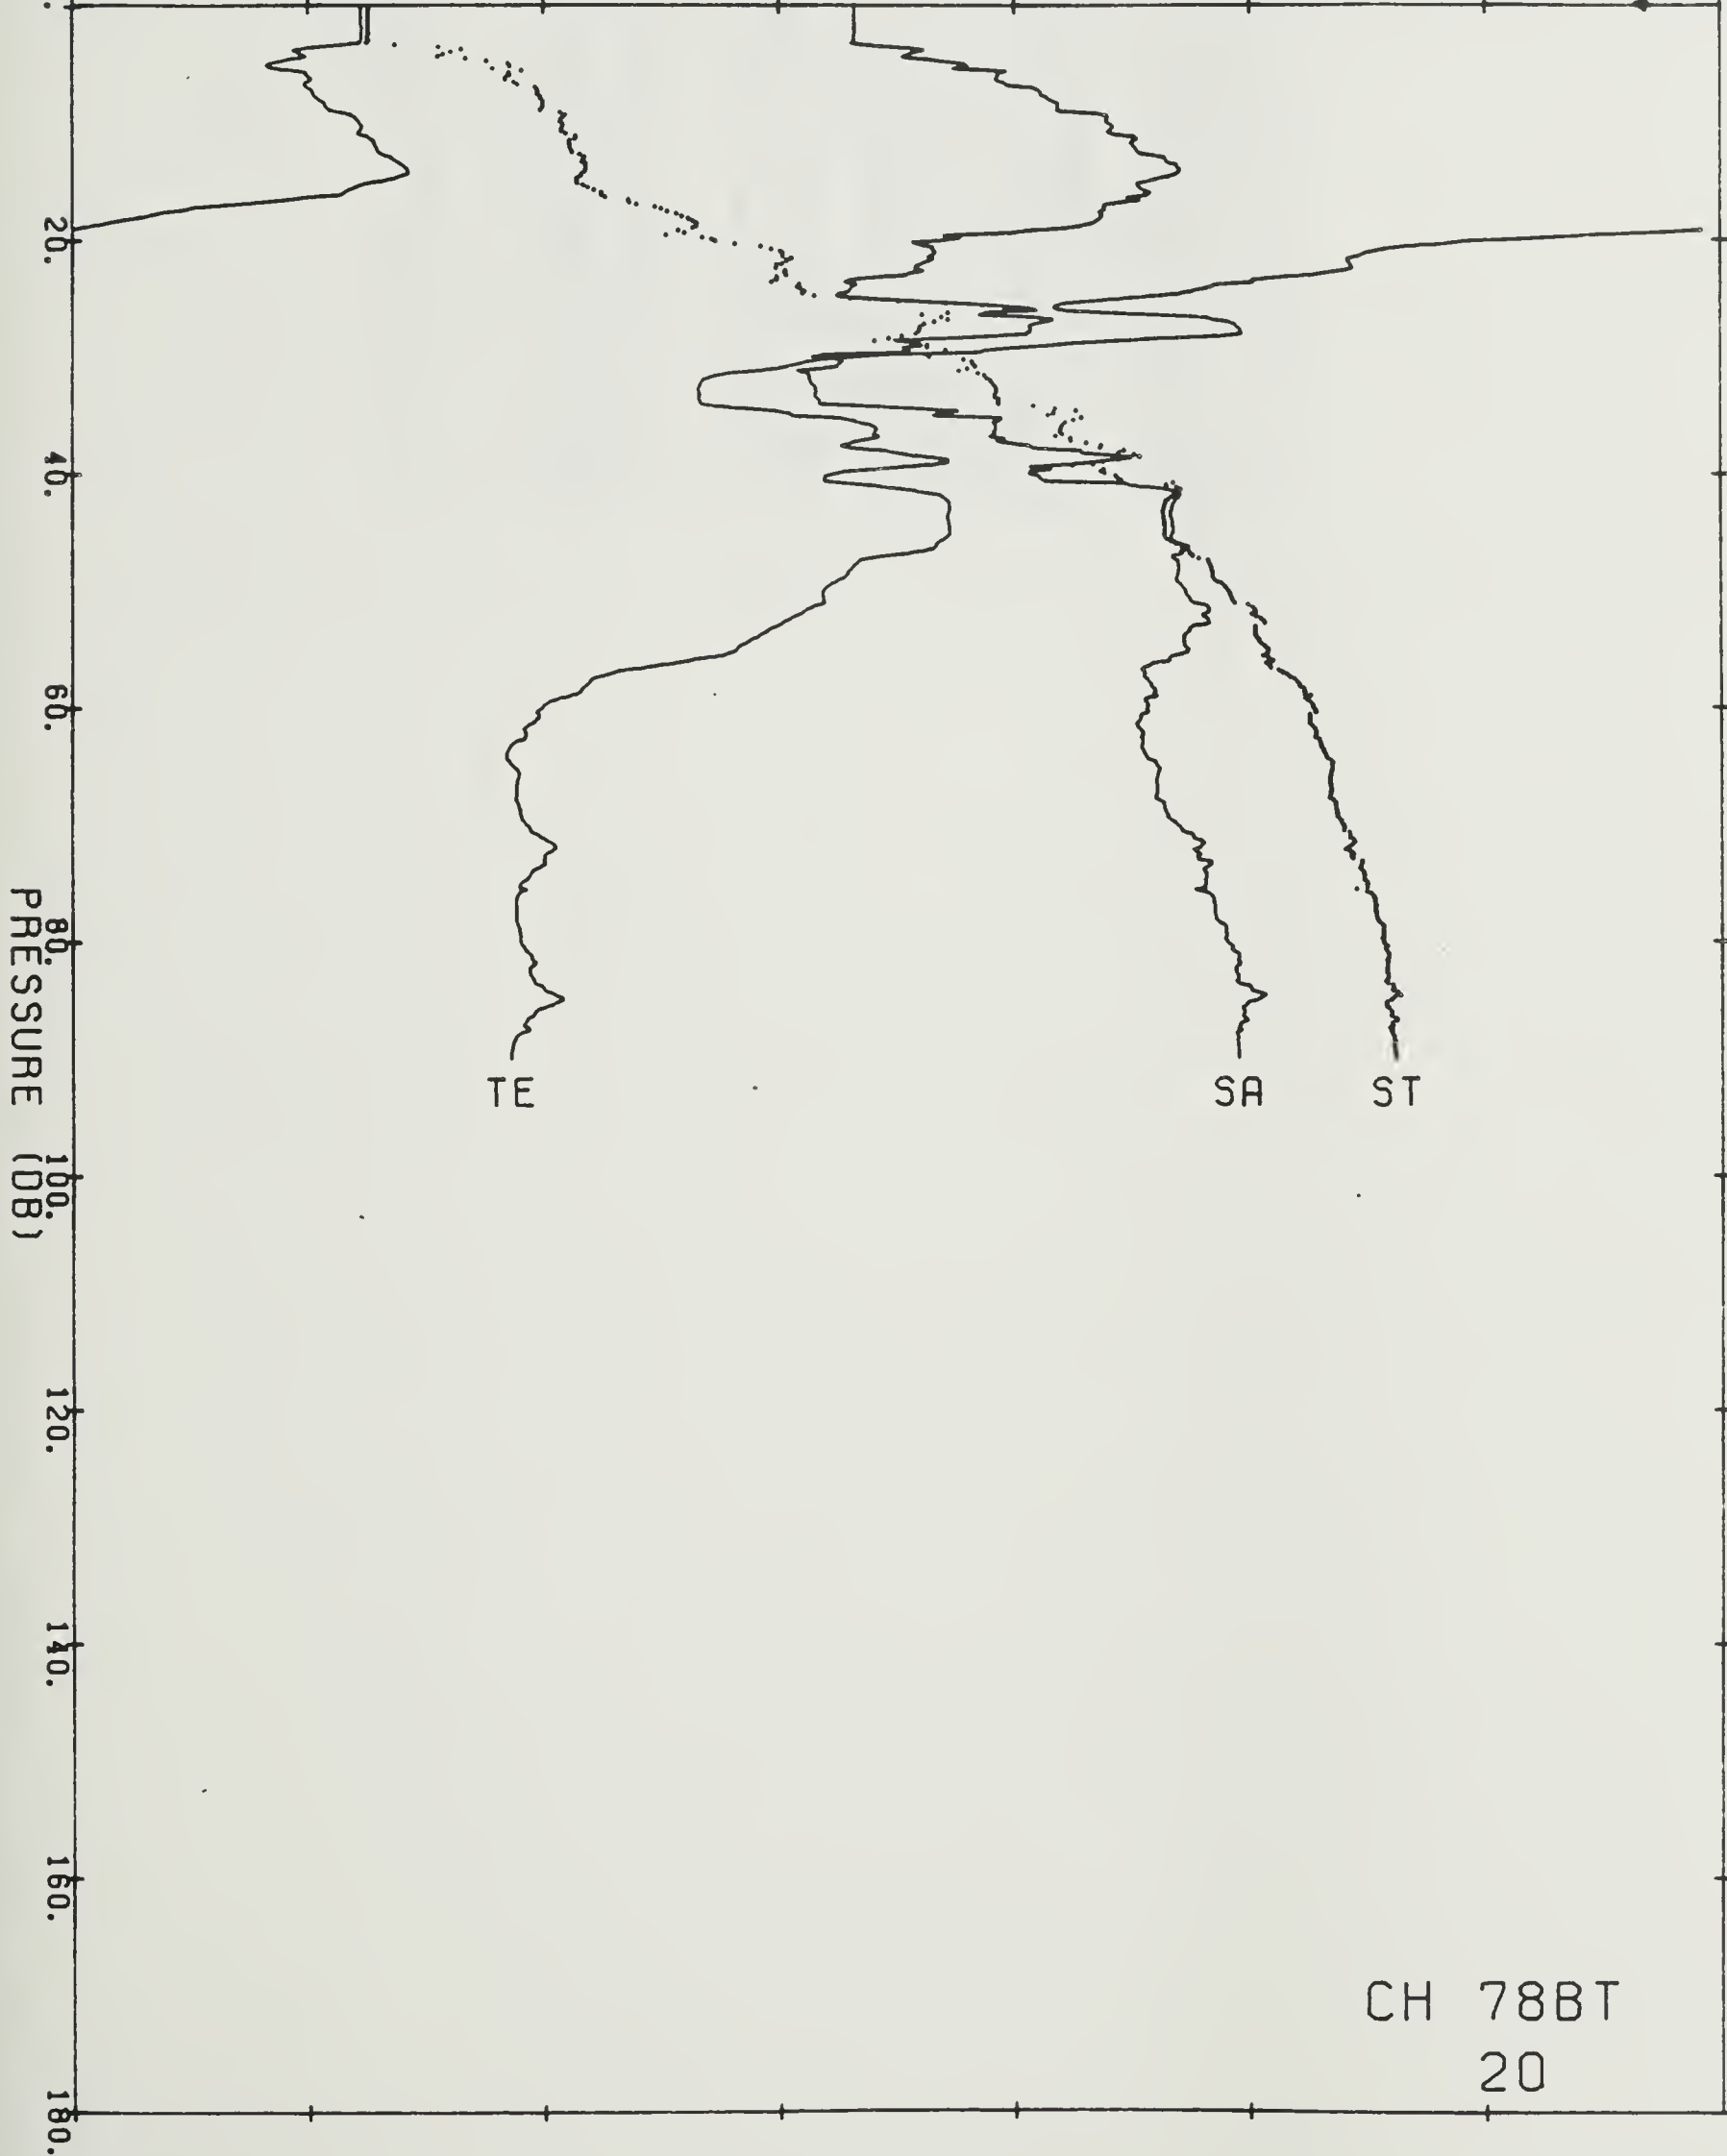 .
20.
40.
60.
80.
100.
120.
140.
160.
180.
PRESSURE (DB)
TE
SA
ST
CH 78BT
20